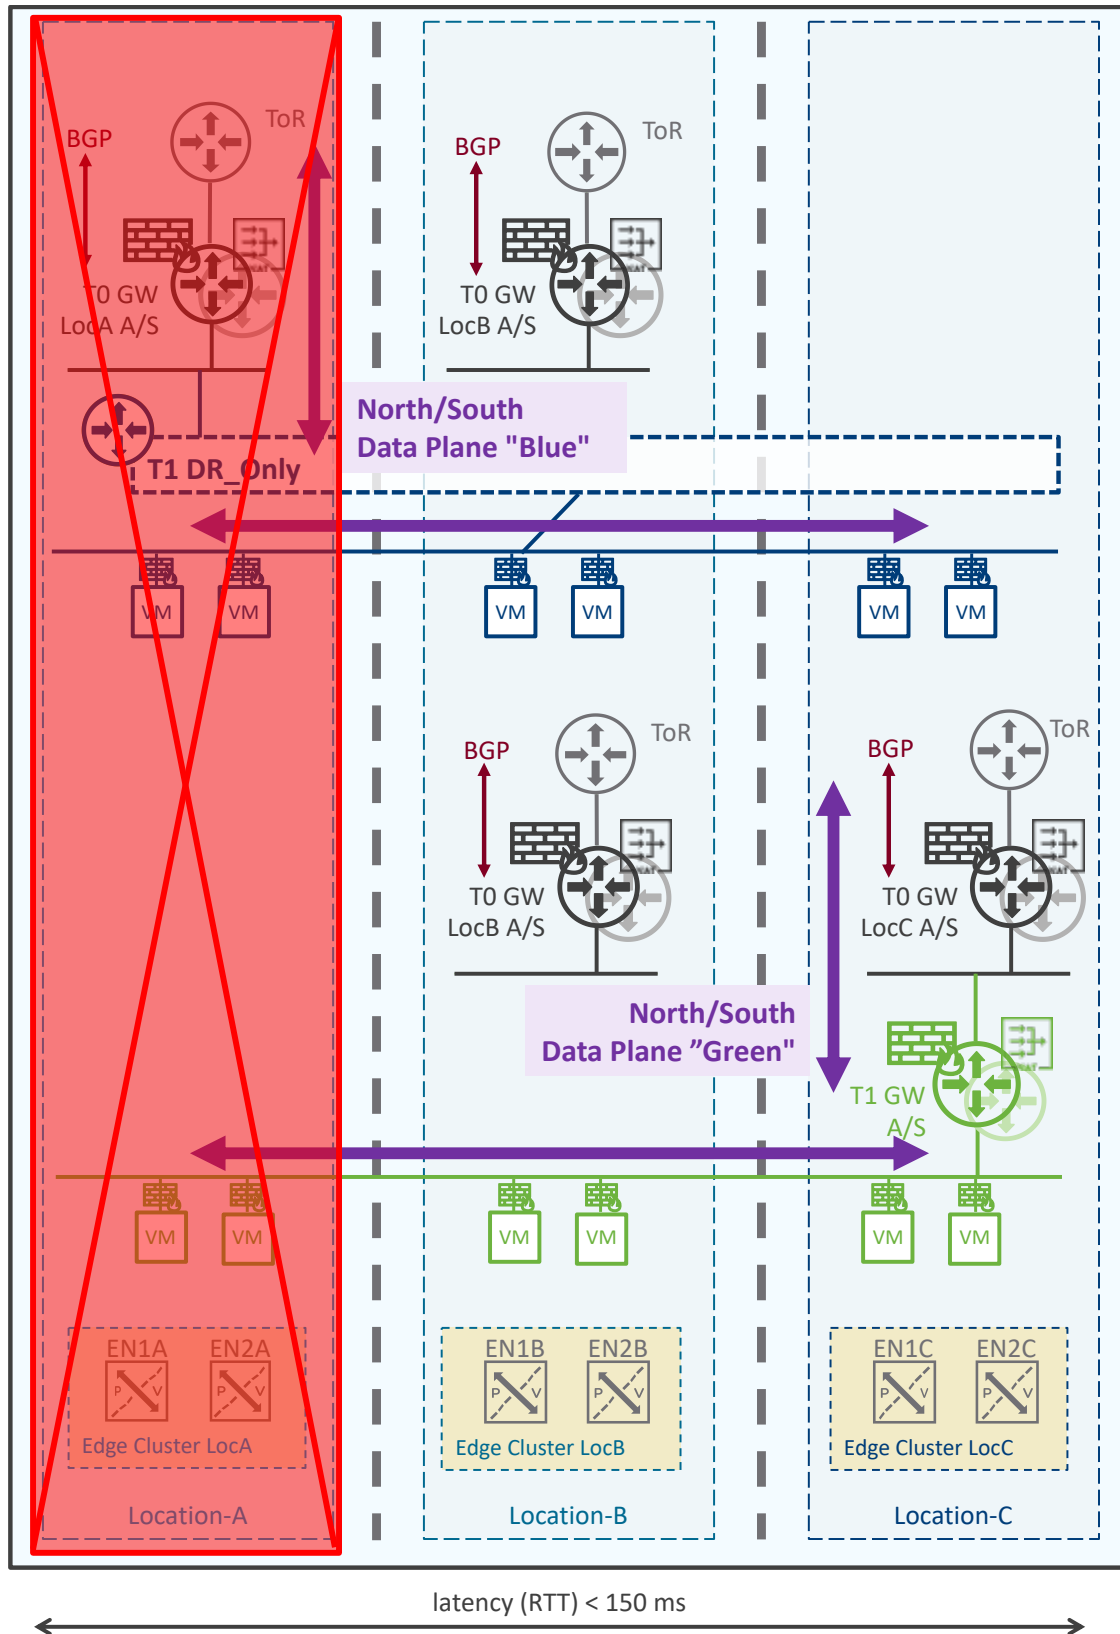 ToR
BGP
T0 GW
LocA A/S
ToR
BGP
T0 GW
LocB A/S
North/South
Data Plane "Blue"
T1 DR_Only
VM
VM
VM
VM
VM
VM
ToR
BGP
T0 GW
LocB A/S
ToR
BGP
T0 GW
LocC A/S
North/South
Data Plane ”Green"
T1 GW
A/S
VM
VM
VM
VM
VM
VM
EN1A
EN2A
P
V
P
V
Edge Cluster LocA
EN1B
EN2B
P
V
P
V
Edge Cluster LocB
EN1C
EN2C
P
V
P
V
Edge Cluster LocC
Location-A
Location-B
Location-C
latency (RTT) < 150 ms